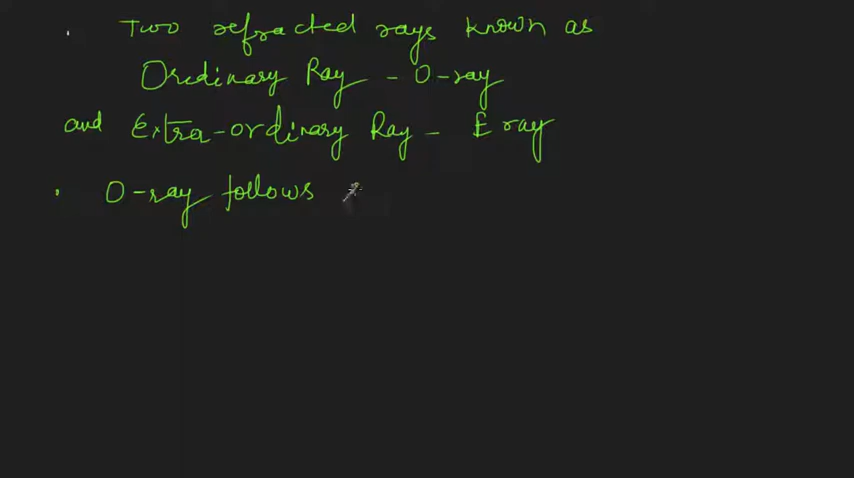 . Two refracted rays known as
Ordinary Ray - O-ray
and Extra-ordinary Ray - E ray
. O-ray follows